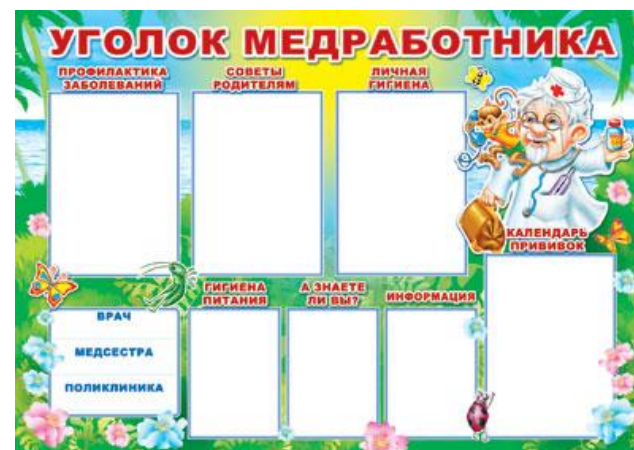 УГОЛОК МЕДРАБОТНИКА
ПРОФИЛАКТИКА
ЗАБОЛЕВАНИЙ
СОВЕТЫ
РОДИТЕЛЯМ
ЛИЧНАЯ
ГИГИЕНА
КАЛЕНДАРЬ
ПРИВИВОК
ГИГИЕНА
ПИТАНИЯ
А ЗНАЕТЕ
ЛИ ВЫ?
ИНФОРМАЦИЯ
ВРАЧ
МЕДСЕСТРА
ПОЛИКЛИНИКА